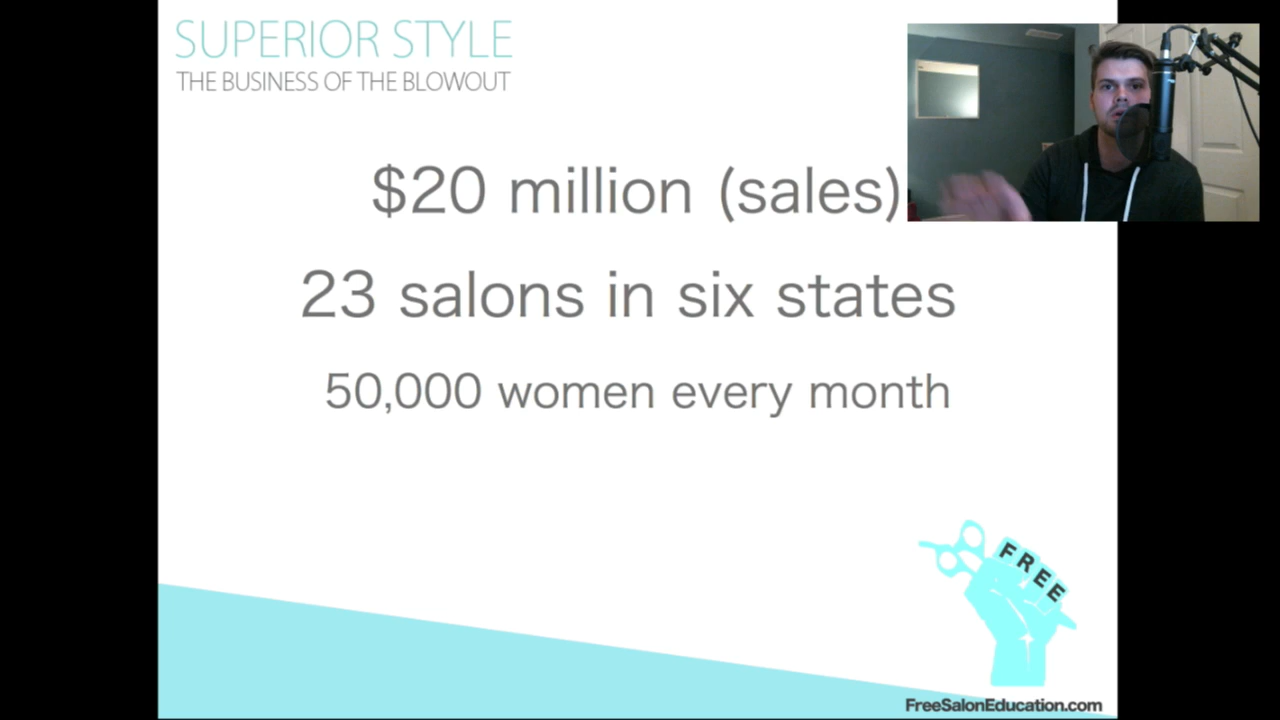 SUPERIOR STYLE
THE BUSINESS OF THE BLOWOUT
$20 million (sales)
23 salons in six states
50,000 women every month
FREE
FreeSalonEducation.com